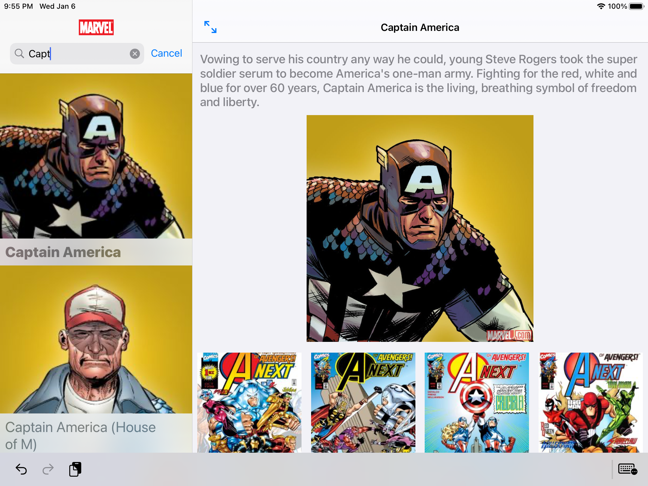 9:55 PM Wed Jan 6
100%
MARVEL
Capt
Cancel
Captain America
Captain America (House
of M)
Captain America
Vowing to serve his country any way he could, young Steve Rogers took the super
soldier serum to become America's one-man army. Fighting for the red, white and
blue for over 60 years, Captain America is the living, breathing symbol of freedom
and liberty.
A
MARVEL.COM
AVENGERS!
A NEXT
AVENGERS!
A NEXT
AVENGERS!
A NEXT
AVENGERS!
A NEXT